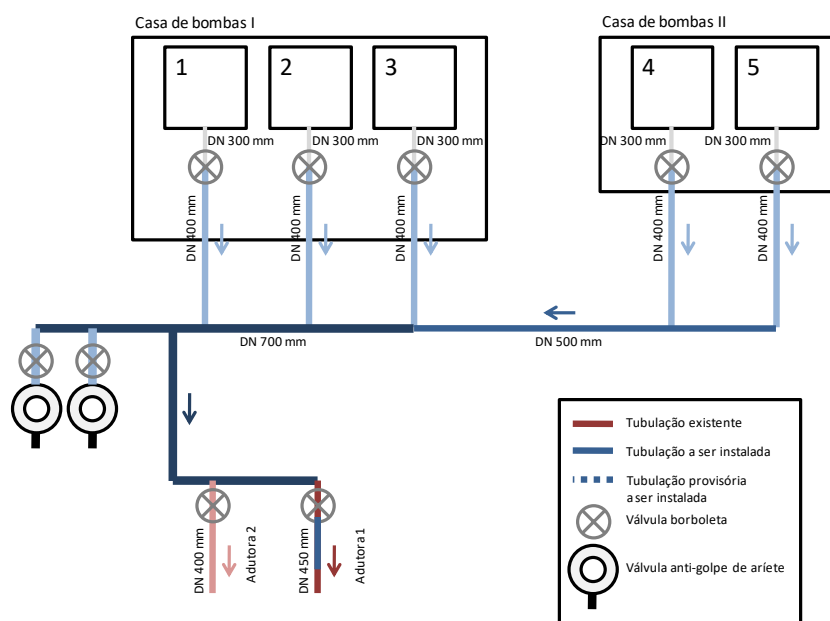 Casa de bombas I
Casa de bombas II
1
2
3
4
5
DN 300 mm
DN 300 mm
DN 300 mm
DN 300 mm
DN 300 mm
DN 400 mm
DN 400 mm
DN 400 mm
DN 400 mm
DN 400 mm
DN 700 mm
DN 500 mm
DN 400 mm
Adutora 2
DN 450 mm
Adutora 1
Tubulação existente
Tubulação a ser instalada
Tubulação provisória
a ser instalada
Válvula borboleta
Válvula anti-golpe de aríete